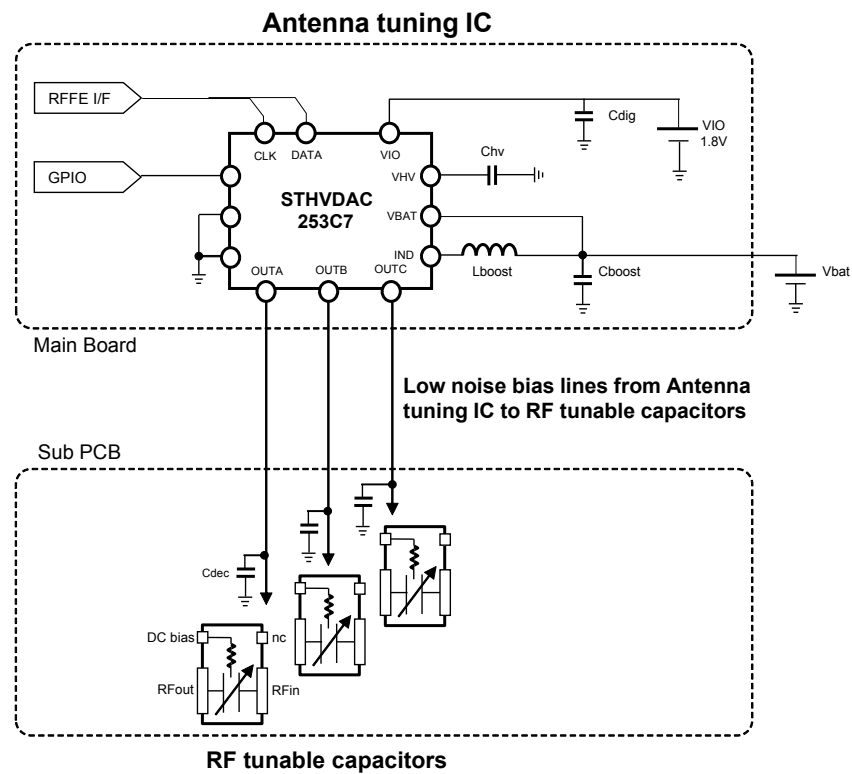 Antenna tuning IC
RFFE I/F
Cdig
VIO
1.8V
CLK
DATA
VIO
Chv
GPIO
VHV
STHVDAC
253C7
VBAT
IND
OUTA
OUTB
OUTC
Lboost
Cboost
Vbat
Main Board
Low noise bias lines from Antenna
tuning IC to RF tunable capacitors
Sub PCB
Cdec
DC bias
nc
RFout
RFin
RF tunable capacitors